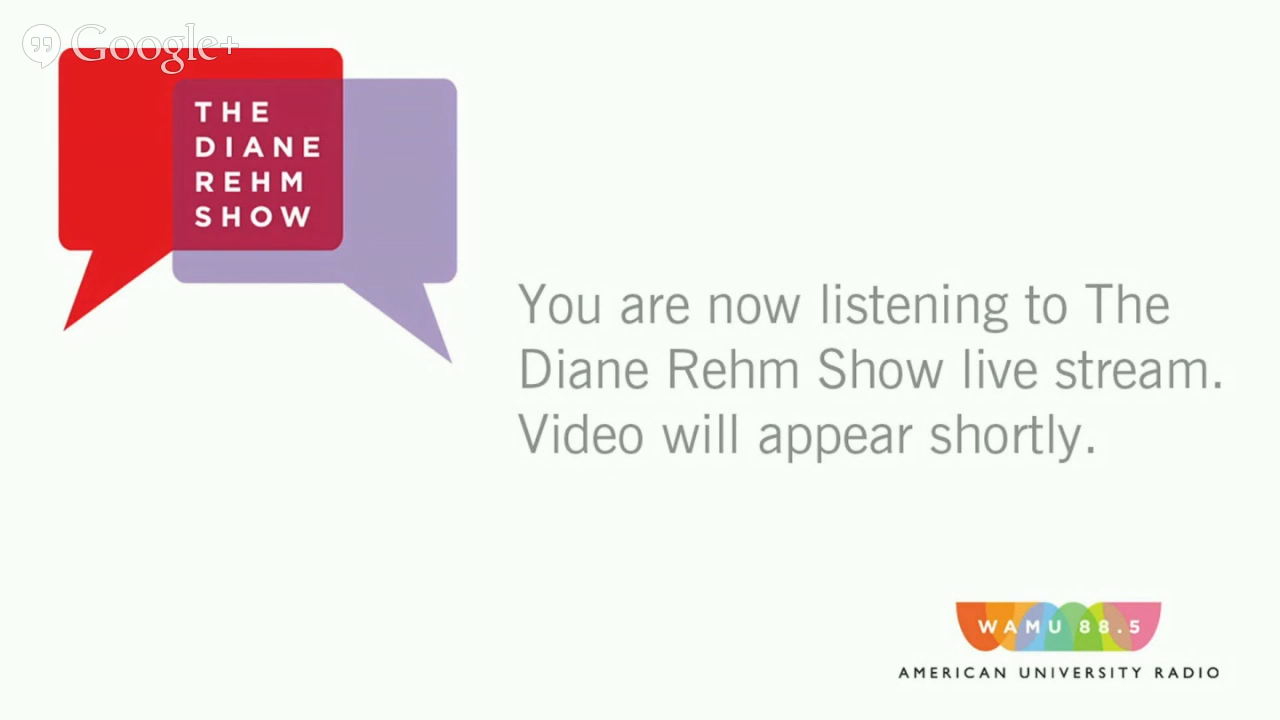 Google+
THE
DIANE
REHM
SHOW
You are now listening to The
Diane Rehm Show live stream.
Video will appear shortly.
WAMU 88.5
AMERICAN UNIVERSITY RADIO